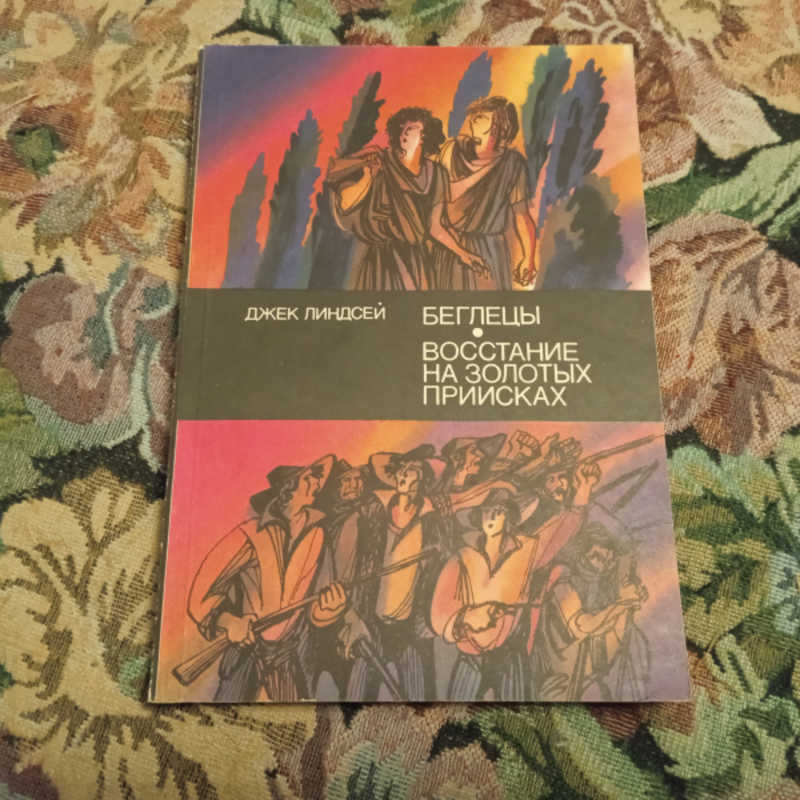 ДЖЕК ЛИНДСЕЙ
БЕГЛЕЦЫ
•
ВОССТАНИЕ
НА ЗОЛОТЫХ
ПРИИСКАХ